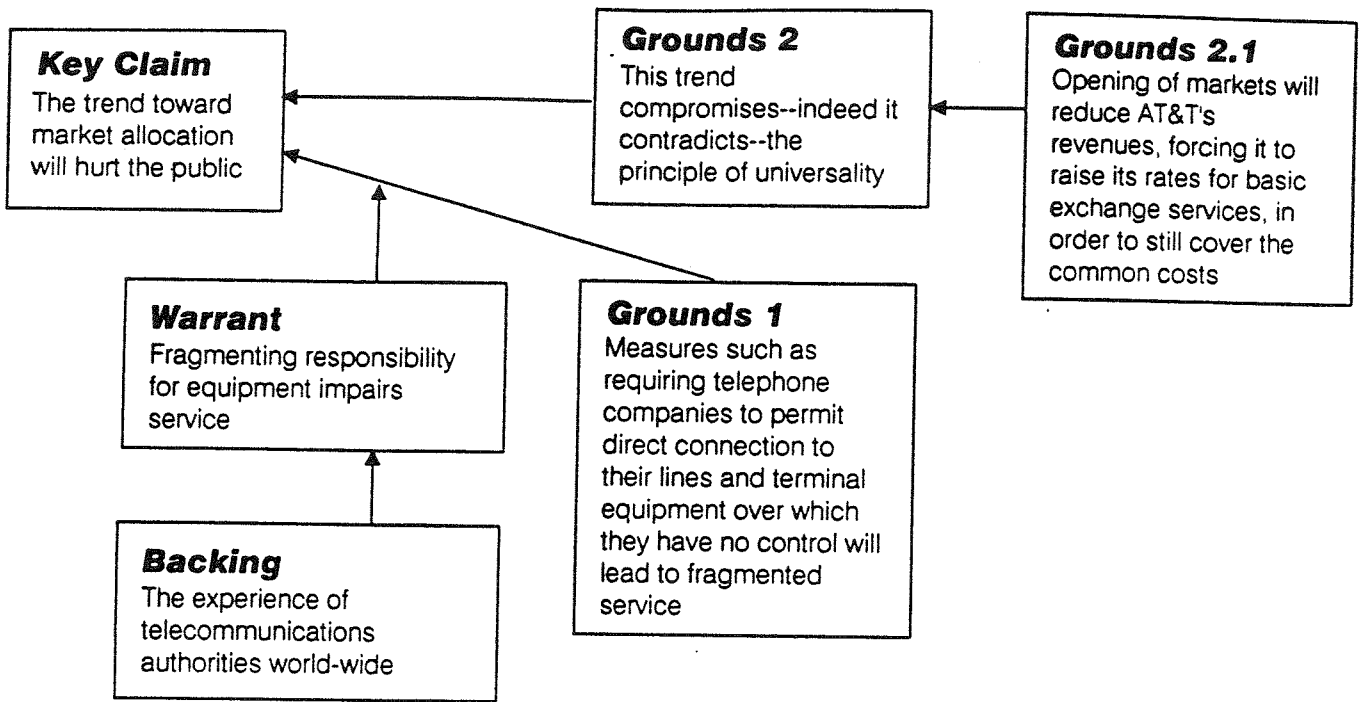 Key Claim
The trend toward
market allocation
will hurt the public
Grounds 2
This trend
compromises--indeed it
contradicts--the
principle of universality
Grounds 2.1
Opening of markets will
reduce AT&T's
revenues, forcing it to
raise its rates for basic
exchange services, in
order to still cover the
common costs
Warrant
Fragmenting responsibility
for equipment impairs
service
Grounds 1
Measures such as
requiring telephone
companies to permit
direct connection to
their lines and terminal
equipment over which
they have no control will
lead to fragmented
service
Backing
The experience of
telecommunications
authorities world-wide